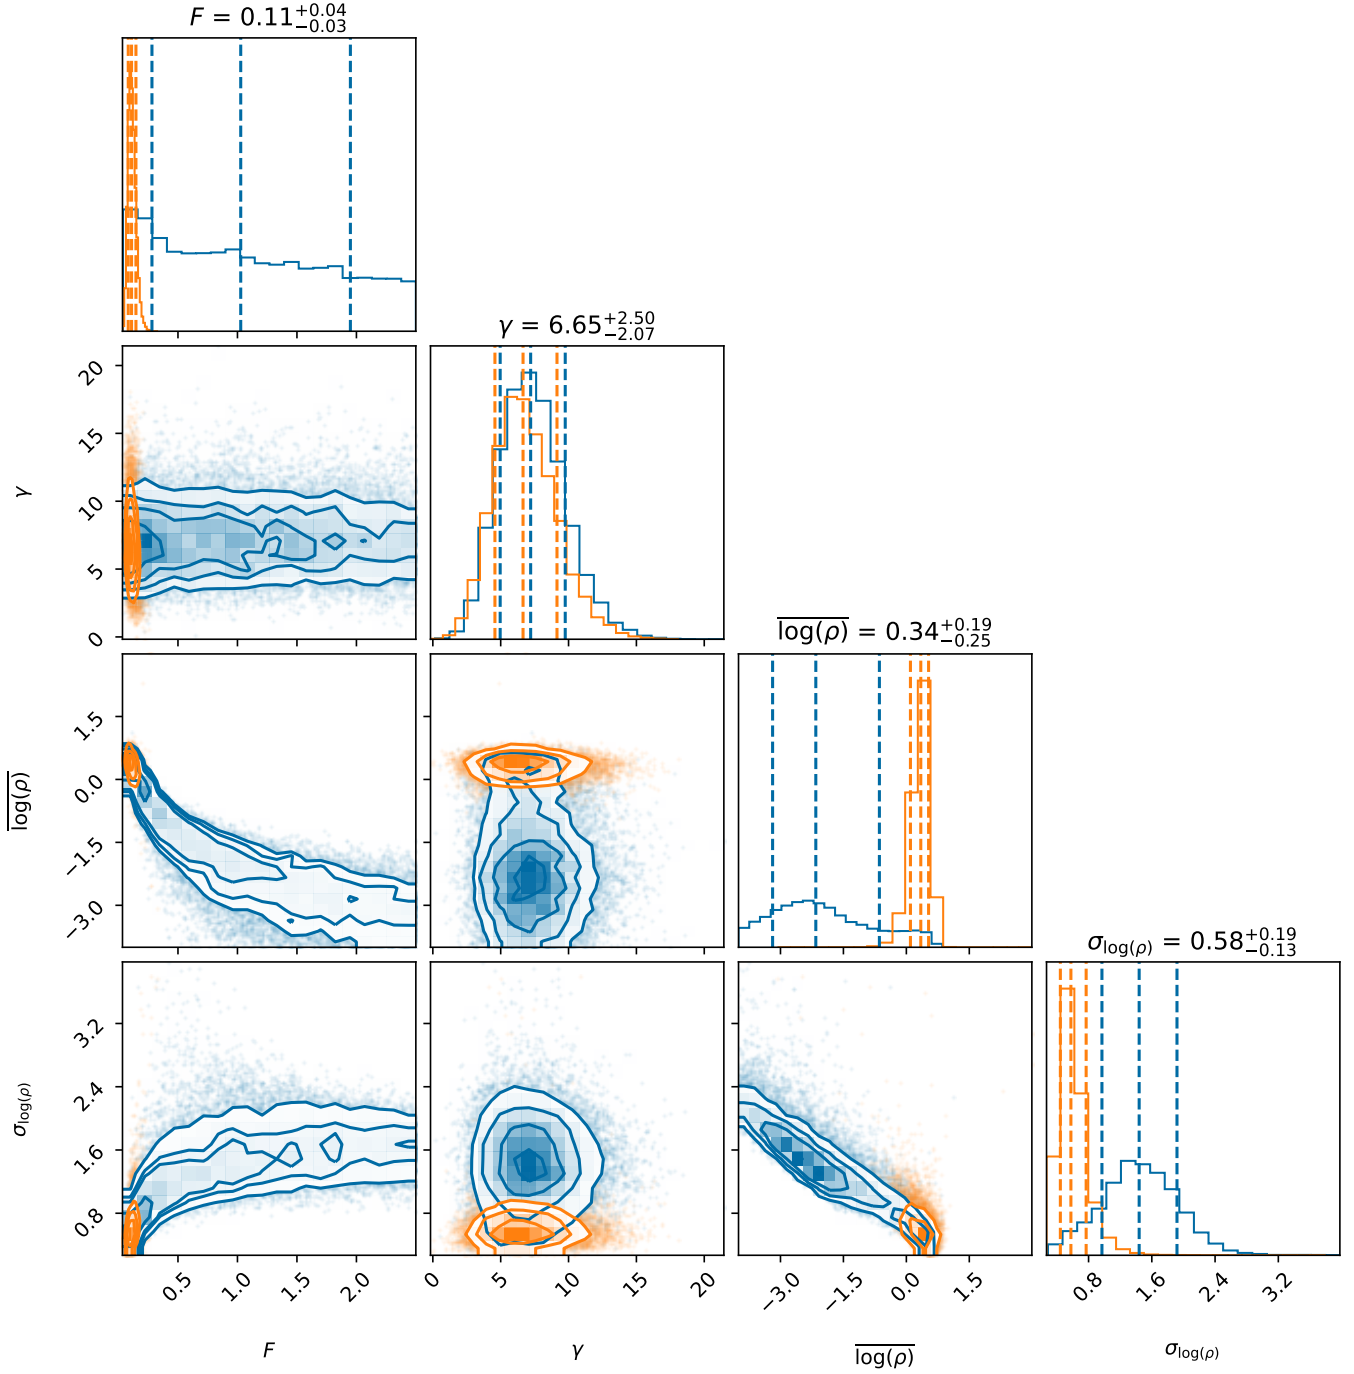 F = 0.11^{+0.04}_{-0.03}
γ = 6.65^{+2.50}_{-2.07}
20
15
10
5
0
γ
\overline{log(ρ)} = 0.34^{+0.19}_{-0.25}
1.5
0.0
−1.5
−3.0
\overline{log(ρ)}
σ_{log(ρ)} = 0.58^{+0.19}_{-0.13}
3.2
2.4
1.6
0.8
σ_{log(ρ)}
0.5 1.0 1.5 2.0
0 5 10 15 20
−3.0 −1.5 0.0 1.5
0.8 1.6 2.4 3.2
F
γ
\overline{log(ρ)}
σ_{log(ρ)}